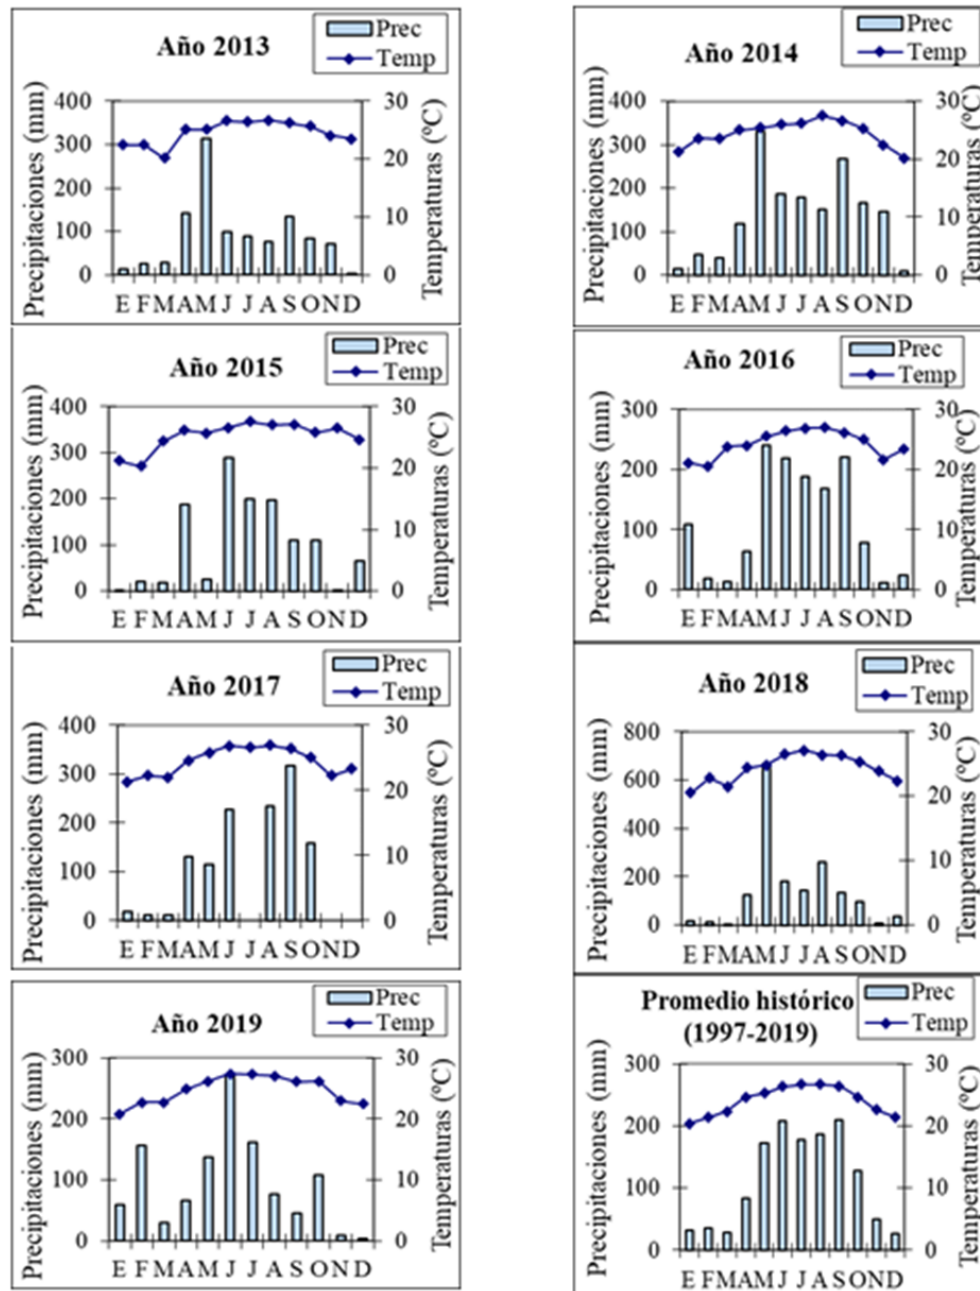 Año 2013
Prec
Temp
Precipitaciones (mm)
400
300
200
100
0
30
20
10
0
Temperaturas (ºC)
E F M A M J J A S O N D
Año 2014
Prec
Temp
Precipitaciones (mm)
400
300
200
100
0
30
20
10
0
Temperaturas (ºC)
E F M A M J J A S O N D
Año 2015
Prec
Temp
Precipitaciones (mm)
400
300
200
100
0
30
20
10
0
Temperaturas (ºC)
E F M A M J J A S O N D
Año 2016
Prec
Temp
Precipitaciones (mm)
300
200
100
0
30
20
10
0
Temperaturas (ºC)
E F M A M J J A S O N D
Año 2017
Prec
Temp
Precipitaciones (mm)
400
300
200
100
0
30
20
10
0
Temperaturas (ºC)
E F M A M J J A S O N D
Año 2018
Prec
Temp
Precipitaciones (mm)
800
600
400
200
0
30
20
10
0
Temperaturas (ºC)
E F M A M J J A S O N D
Año 2019
Prec
Temp
Precipitaciones (mm)
300
200
100
0
30
20
10
0
Temperaturas (ºC)
E F M A M J J A S O N D
Promedio histórico
(1997-2019)
Prec
Temp
Precipitaciones (mm)
300
200
100
0
30
20
10
0
Temperaturas (ºC)
E F M A M J J A S O N D